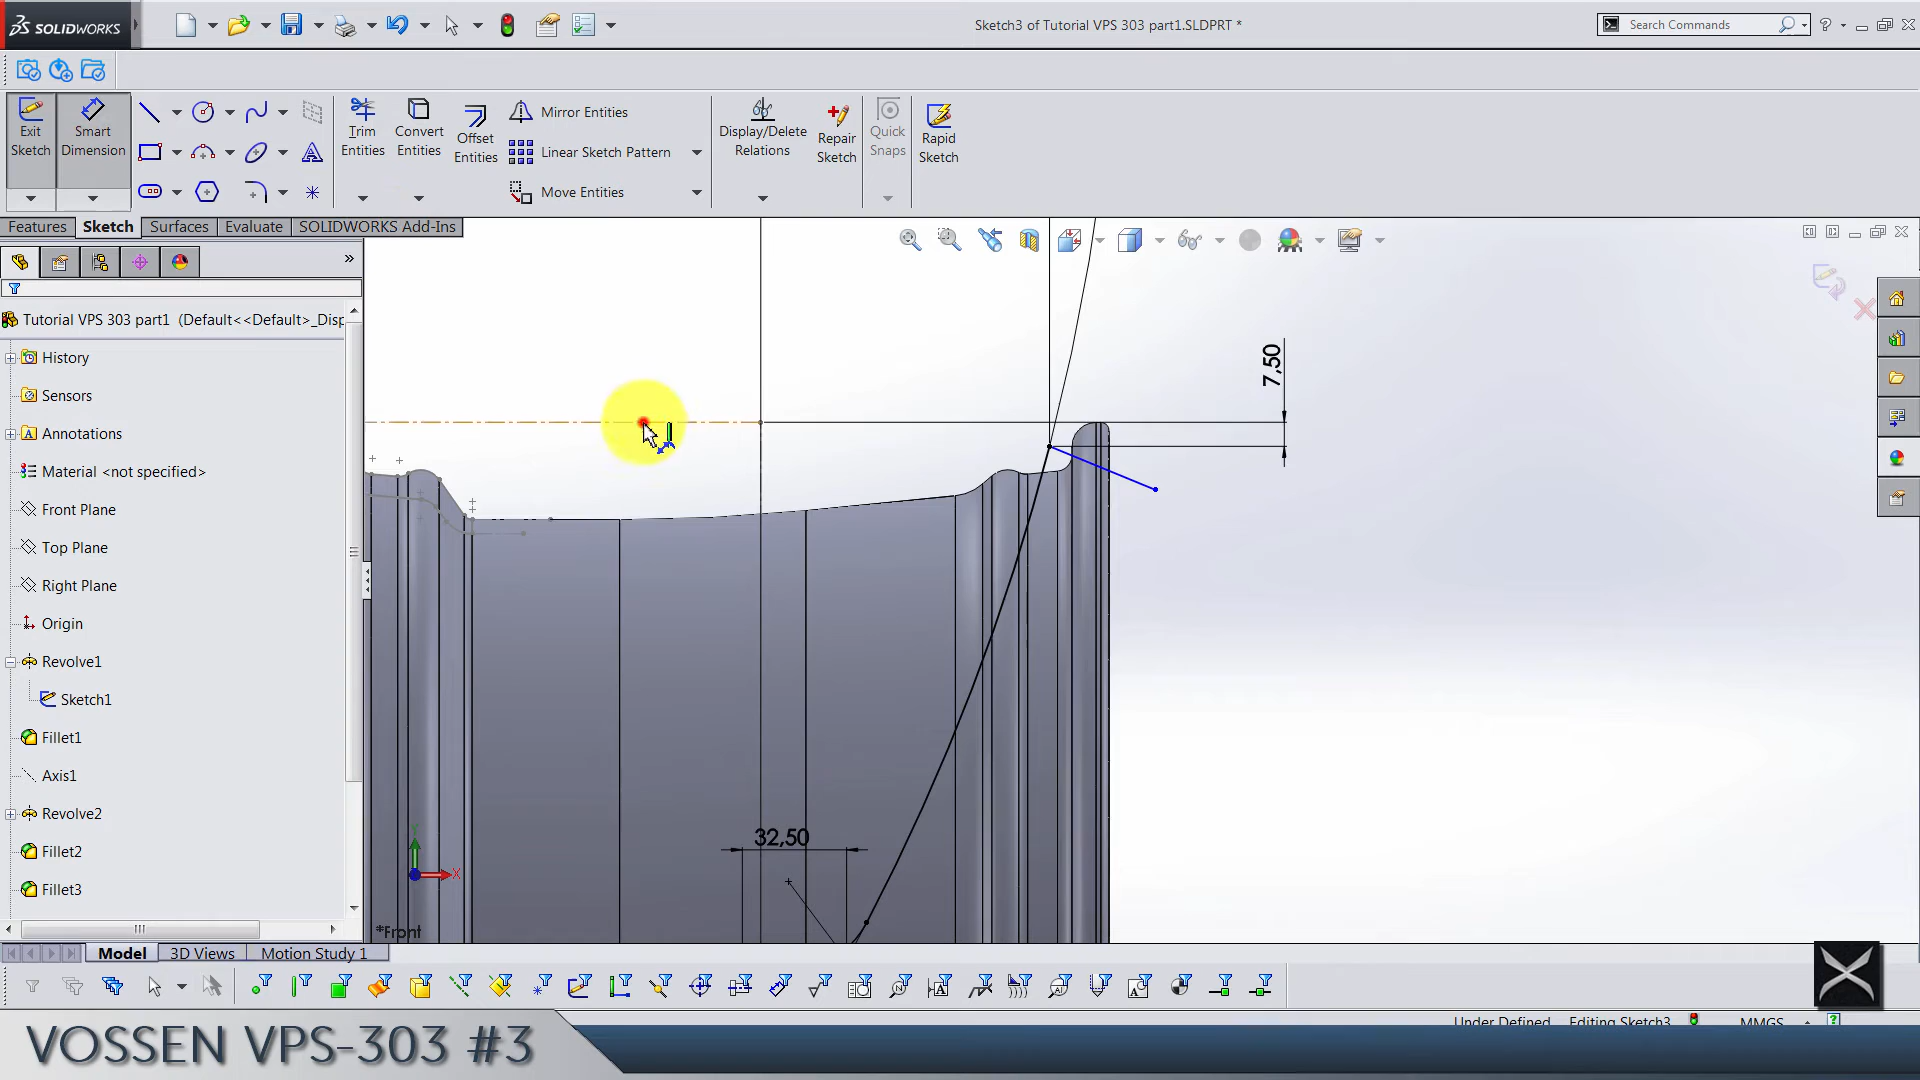 SOLIDWORKS
Sketch3 of Tutorial VPS 303 part1.SLDPRT *
Search Commands
?
Exit Sketch
Smart Dimension
Trim Entities
Convert Entities
Offset Entities
Mirror Entities
Linear Sketch Pattern
Move Entities
Display/Delete Relations
Repair Sketch
Quick Snaps
Rapid Sketch
Features
Sketch
Surfaces
Evaluate
SOLIDWORKS Add-Ins
Tutorial VPS 303 part1 (Default<<Default>_Disp
History
Sensors
Annotations
Material <not specified>
Front Plane
Top Plane
Right Plane
Origin
Revolve1
Sketch1
Fillet1
Axis1
Revolve2
Fillet2
Fillet3
7,50
32,50
Y
X
*Front
Model
3D Views
Motion Study 1
Under Defined
Editing Sketch3
MMGS
?
VOSSEN VPS-303 #3